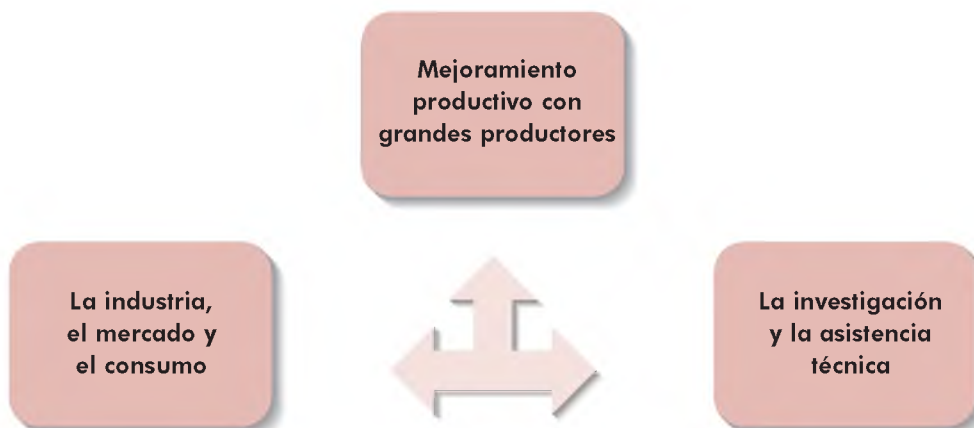 Mejoramiento
productivo con
grandes productores
La industria,
el mercado y
el consumo
La investigación
y la asistencia
técnica